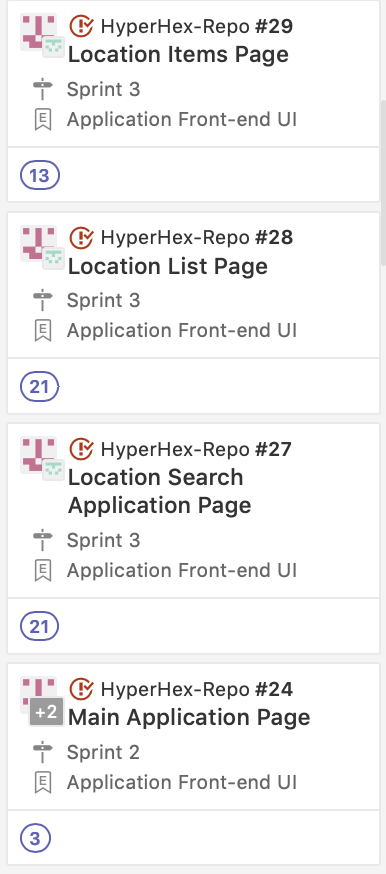 HyperHex-Repo #29
Location Items Page
Sprint 3
E Application Front-end UI
13
HyperHex-Repo #28
Location List Page
Sprint 3
E Application Front-end UI
21
HyperHex-Repo #27
Location Search
Application Page
Sprint 3
E Application Front-end UI
21
HyperHex-Repo #24
+2 Main Application Page
Sprint 2
E Application Front-end UI
3